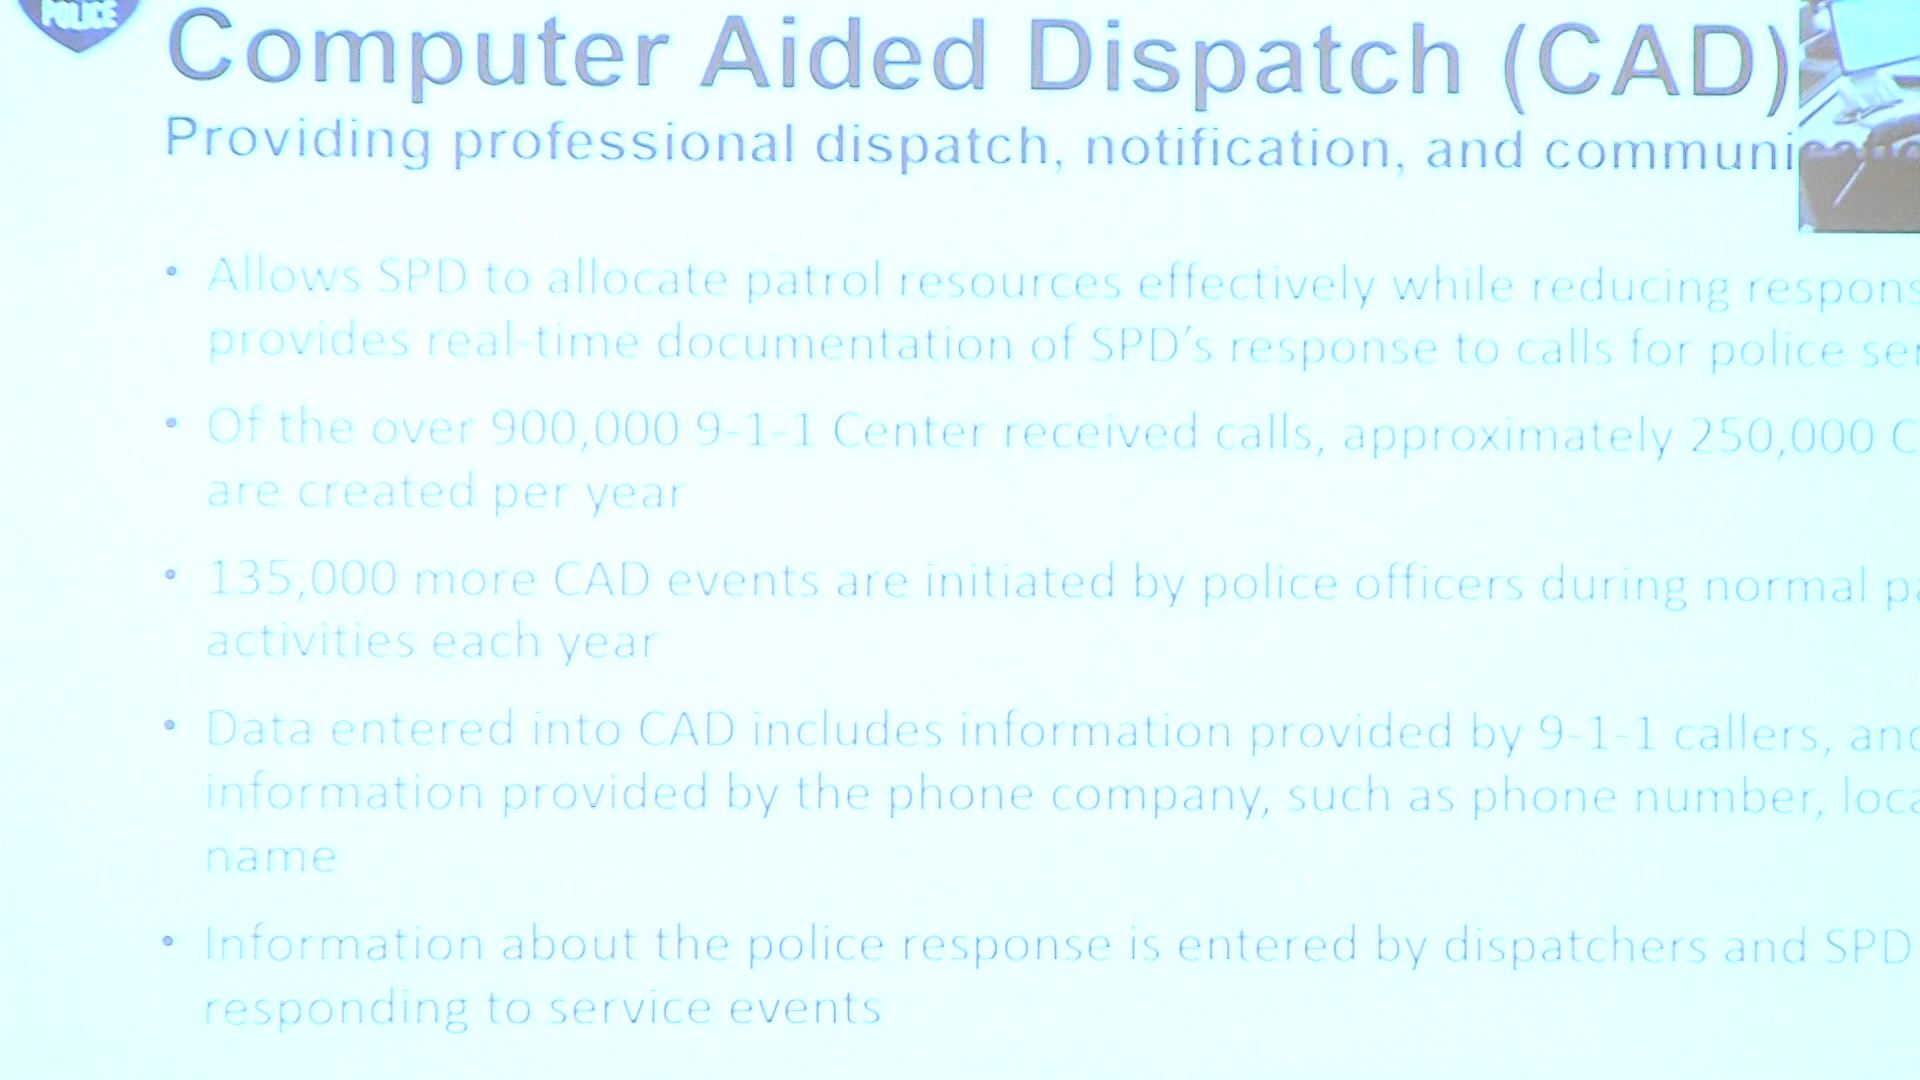 POLICE
Computer Aided Dispatch (CAD)
Providing professional dispatch, notification, and communi
• Allows SPD to allocate patrol resources effectively while reducing respons
provides real-time documentation of SPD's response to calls for police ser
• Of the over 900,000 9-1-1 Center received calls, approximately 250,000 C
are created per year
• 135,000 more CAD events are initiated by police officers during normal pa
activities each year
• Data entered into CAD includes information provided by 9-1-1 callers, and
information provided by the phone company, such as phone number, loca
name
• Information about the police response is entered by dispatchers and SPD
responding to service events